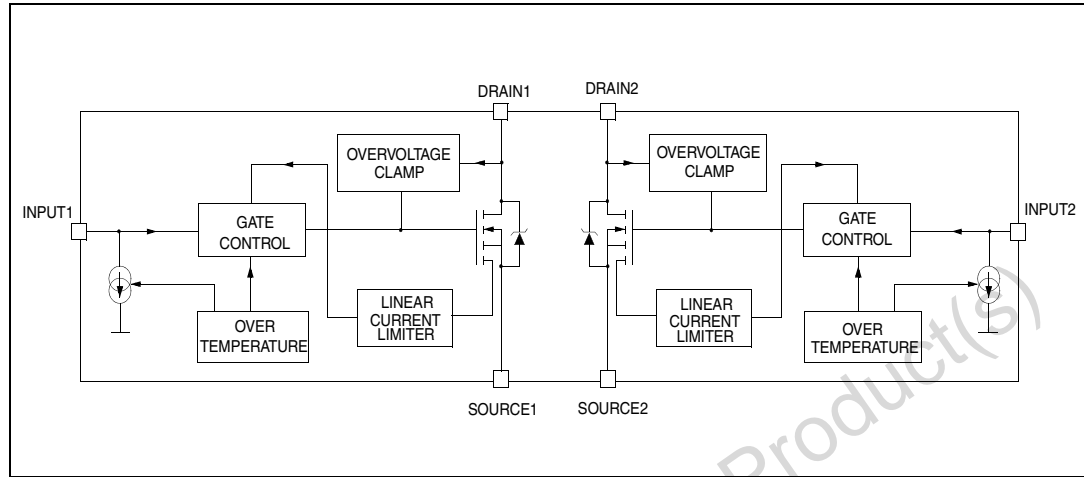 DRAIN1
DRAIN2
OVERVOLTAGE
CLAMP
OVERVOLTAGE
CLAMP
INPUT1
GATE
CONTROL
GATE
CONTROL
INPUT2
LINEAR
CURRENT
LIMITER
LINEAR
CURRENT
LIMITER
OVER
TEMPERATURE
OVER
TEMPERATURE
SOURCE1
SOURCE2
Product(s)